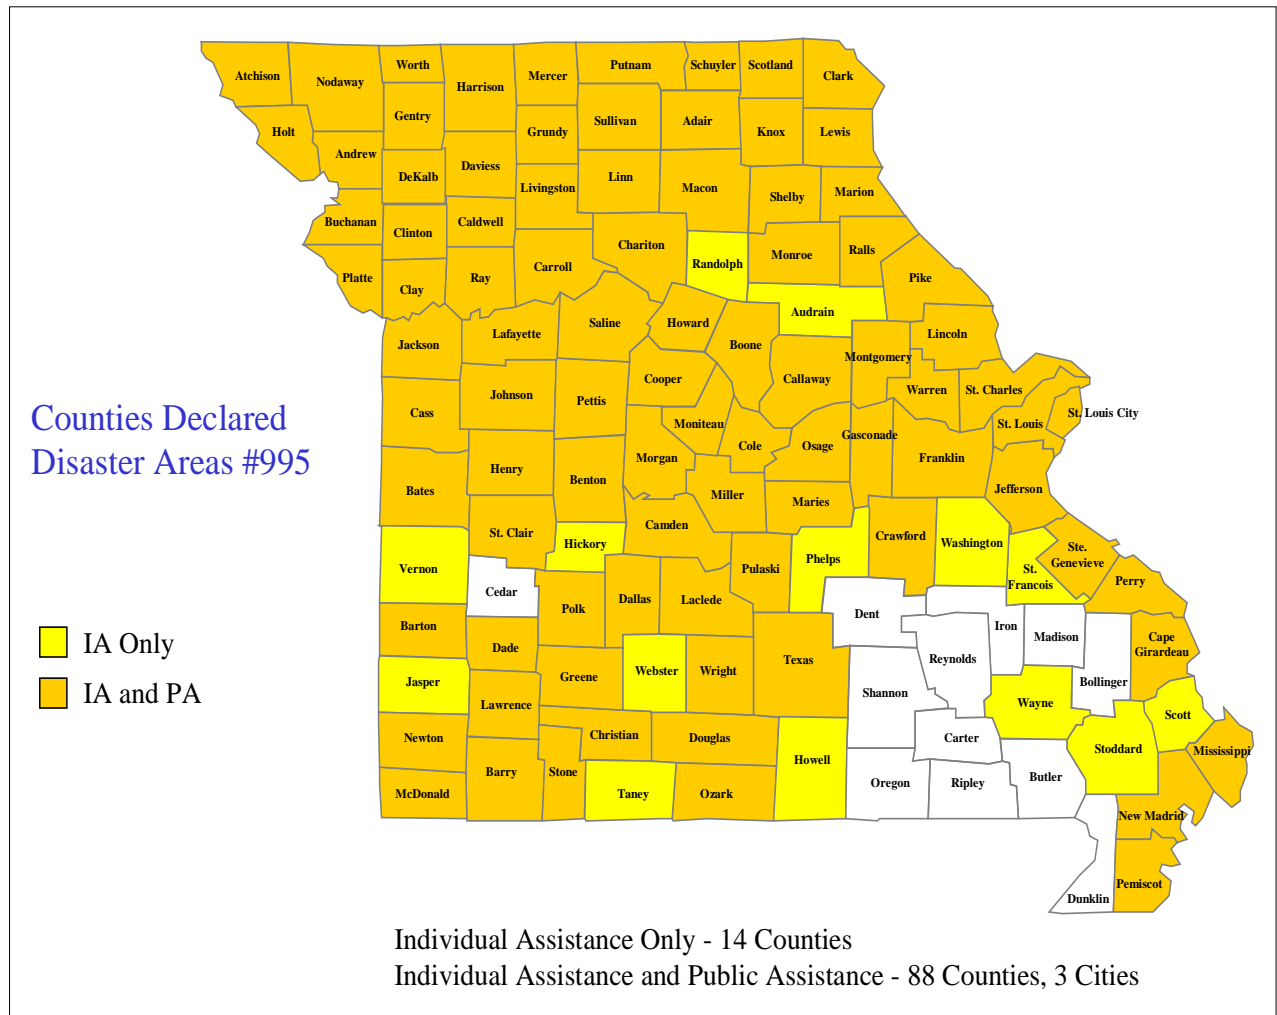 Atchison
Nodaway
Worth
Harrison
Mercer
Putnam
Schuyler
Scotland
Clark
Holt
Gentry
Grundy
Sullivan
Adair
Knox
Lewis
Andrew
DeKalb
Daviess
Livingston
Linn
Macon
Shelby
Marion
Buchanan
Clinton
Caldwell
Chariton
Randolph
Monroe
Ralls
Platte
Clay
Ray
Carroll
Pike
Audrain
Jackson
Lafayette
Saline
Howard
Boone
Callaway
Montgomery
Lincoln
Cass
Johnson
Pettis
Cooper
Moniteau
Cole
Osage
Gasconade
Warren
St. Charles
St. Louis
St. Louis City
Counties Declared
Disaster Areas #995
Bates
Henry
Benton
Morgan
Miller
Maries
Franklin
Jefferson
Vernon
St. Clair
Hickory
Camden
Pulaski
Phelps
Crawford
Washington
St.
Francois
Ste.
Genevieve
Perry
Cedar
Polk
Dallas
Laclede
Dent
Iron
Madison
Barton
Dade
Greene
Webster
Wright
Texas
Reynolds
Bollinger
Cape
Girardeau
IA Only
IA and PA
Jasper
Lawrence
Shannon
Wayne
Scott
Newton
Christian
Douglas
Howell
Carter
Stoddard
Mississippi
McDonald
Barry
Stone
Taney
Ozark
Oregon
Ripley
Butler
New Madrid
Dunklin
Pemiscot
Individual Assistance Only - 14 Counties
Individual Assistance and Public Assistance - 88 Counties, 3 Cities